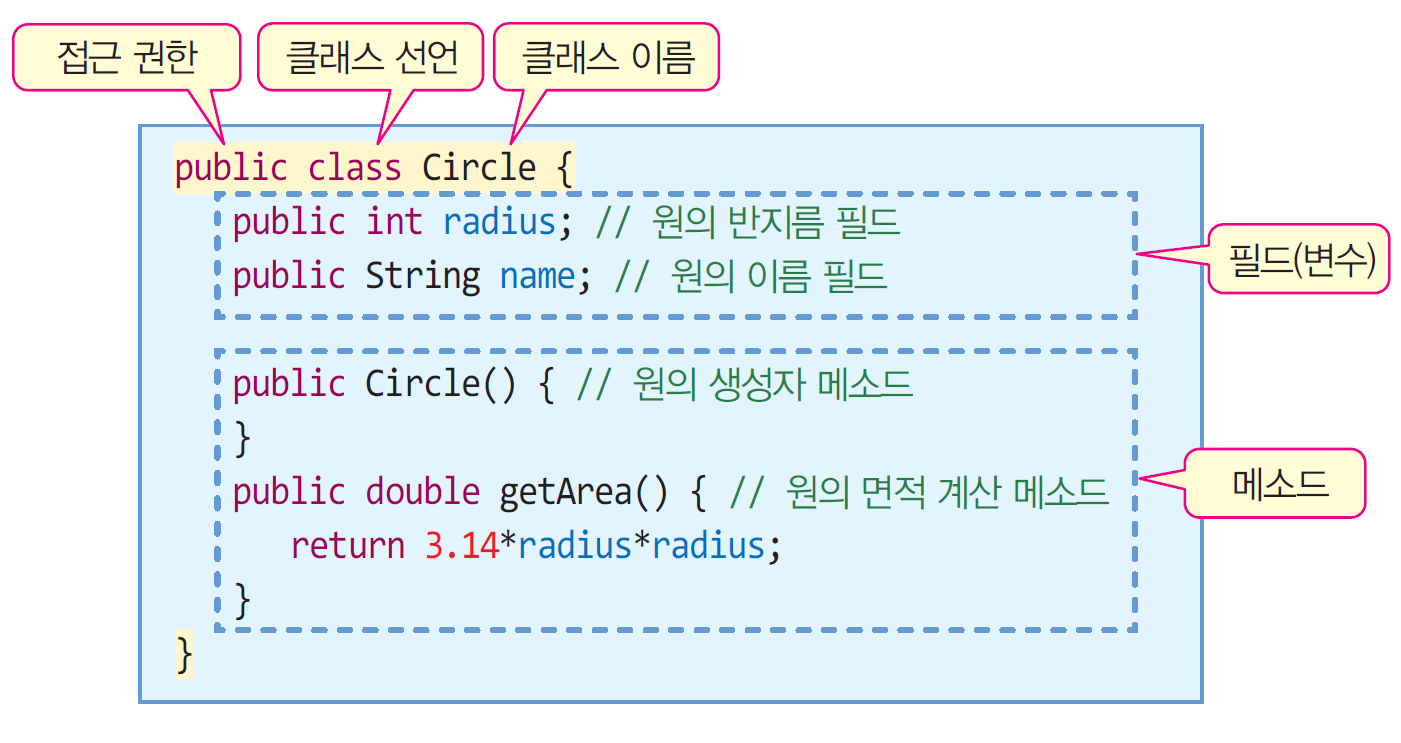 접근 권한
클래스 선언
클래스 이름
public class Circle {
public int radius; // 원의 반지름 필드
public String name; // 원의 이름 필드
필드(변수)
public Circle() { // 원의 생성자 메소드
}
public double getArea() { // 원의 면적 계산 메소드
return 3.14*radius*radius;
}
메소드
}